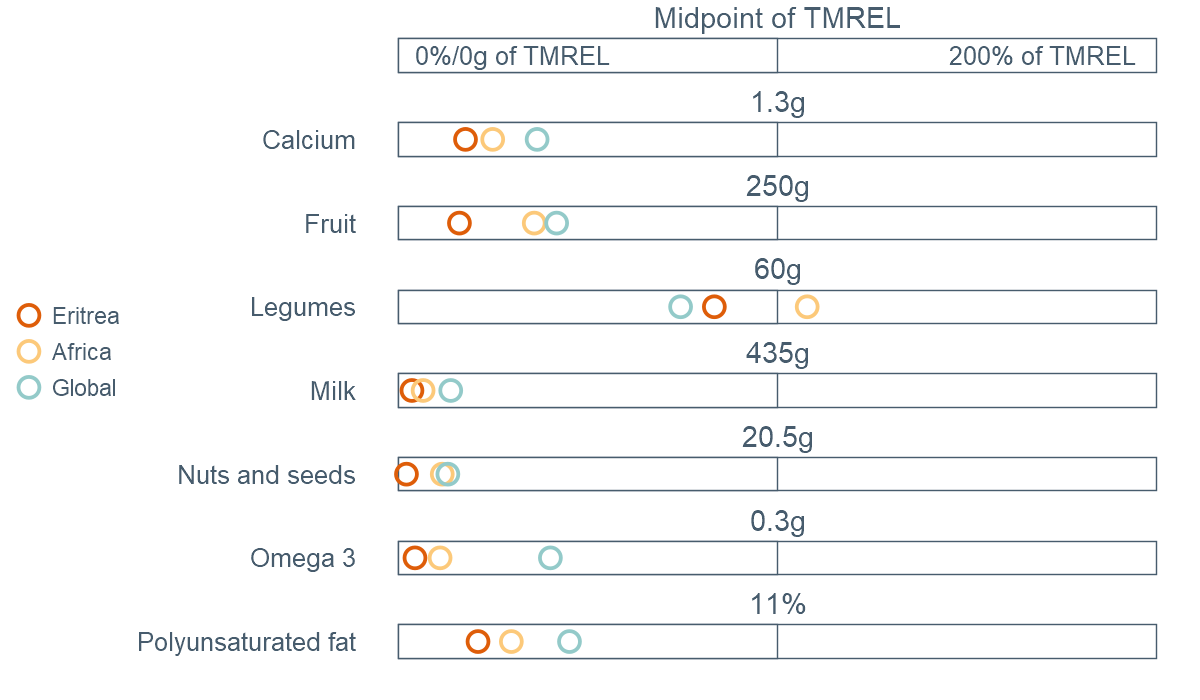 Midpoint of TMREL
0%/0g of TMREL 200% of TMREL
1.3g
Calcium
250g
Fruit
60g
Legumes
435g
Milk
20.5g
Nuts and seeds
0.3g
Omega 3
11%
Polyunsaturated fat
Eritrea
Africa
Global